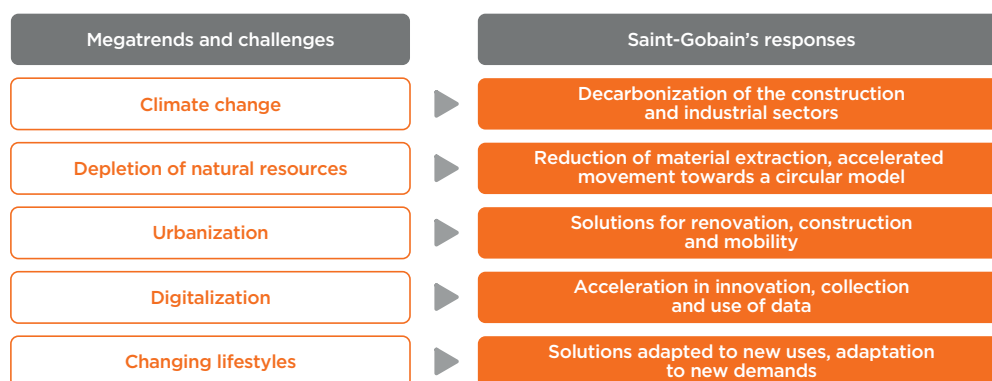 Megatrends and challenges
Saint-Gobain's responses
Climate change
Decarbonization of the construction
and industrial sectors
Depletion of natural resources
Reduction of material extraction, accelerated
movement towards a circular model
Urbanization
Solutions for renovation, construction
and mobility
Digitalization
Acceleration in innovation, collection
and use of data
Changing lifestyles
Solutions adapted to new uses, adaptation
to new demands